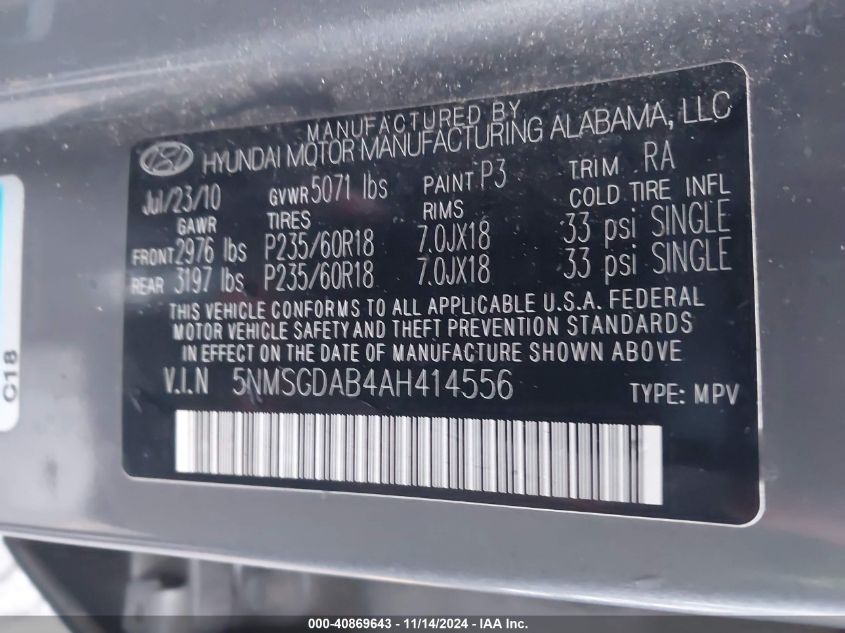 MANUFACTURED BY
HYUNDAI MOTOR MANUFACTURING ALABAMA, LLC
Jul/23/10 GVWR 5071 lbs PAINT P3 TRIM RA
GAWR TIRES RIMS COLD TIRE INFL
FRONT 2976 lbs P235/60R18 7.0JX18 33 psi SINGLE
REAR 3197 lbs P235/60R18 7.0JX18 33 psi SINGLE
THIS VEHICLE CONFORMS TO ALL APPLICABLE U.S.A. FEDERAL
MOTOR VEHICLE SAFETY AND THEFT PREVENTION STANDARDS
IN EFFECT ON THE DATE OF MANUFACTURE SHOWN ABOVE
V.I.N 5NMSGDAB4AH414556 TYPE: MPV
C18
000-40869643 - 11/14/2024 - IAA Inc.